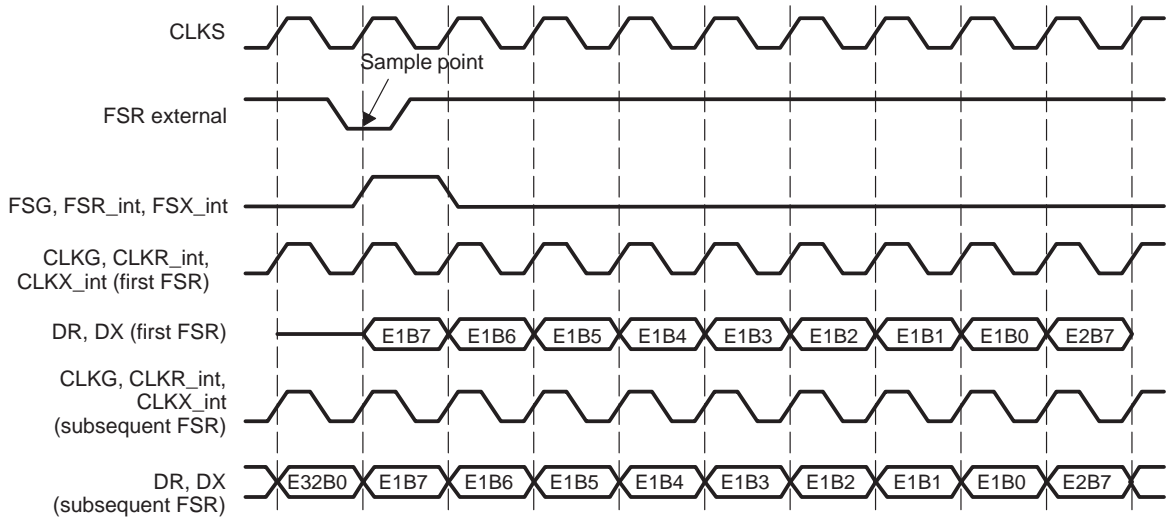 CLKS
Sample point
FSR external
FSG, FSR_int, FSX_int
CLKG, CLKR_int,
CLKX_int (first FSR)
DR, DX (first FSR)
E1B7 E1B6 E1B5 E1B4 E1B3 E1B2 E1B1 E1B0 E2B7
CLKG, CLKR_int,
CLKX_int
(subsequent FSR)
DR, DX
(subsequent FSR)
E32B0 E1B7 E1B6 E1B5 E1B4 E1B3 E1B2 E1B1 E1B0 E2B7